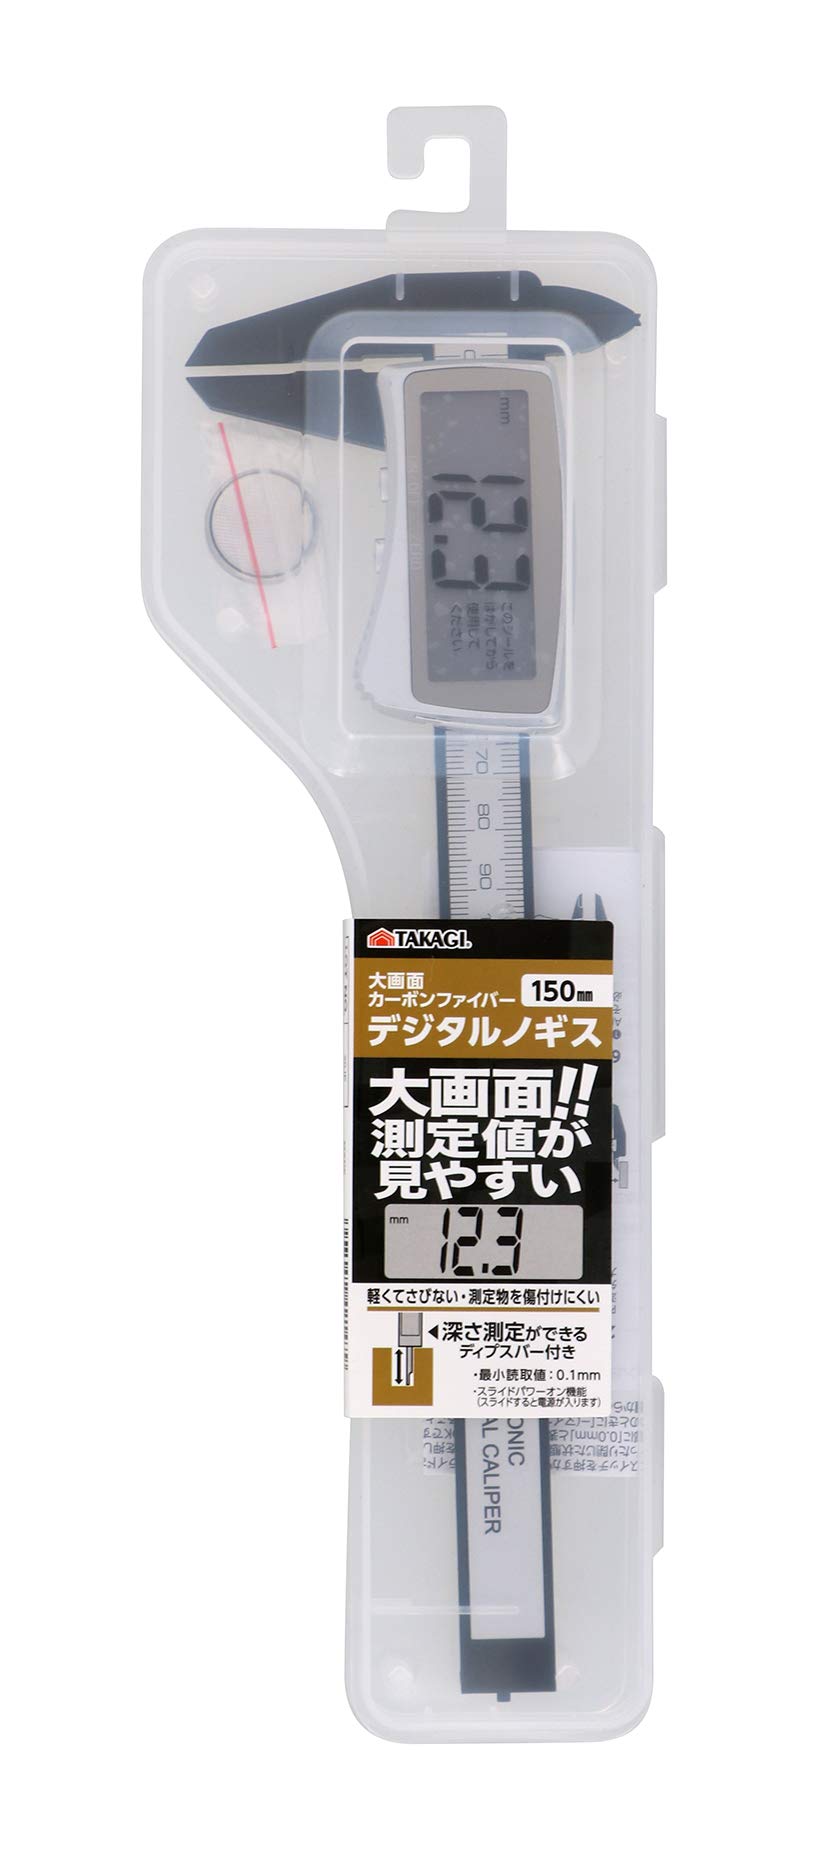 mm
12.3
このシールを
はがしてから
使用して
ください
70
80
90
TAKAGI
大画面
カーボンファイバー
150mm
デジタルノギス
大画面!!
測定値が
見やすい
mm
12.3
軽くてさびない・測定物を傷付けにくい
◀深さ測定ができる
ディプスバー付き
・最小読取値：0.1mm
・スライドパワーオン機能
(スライドすると電源が入ります)
ONIC
AL CALIPER